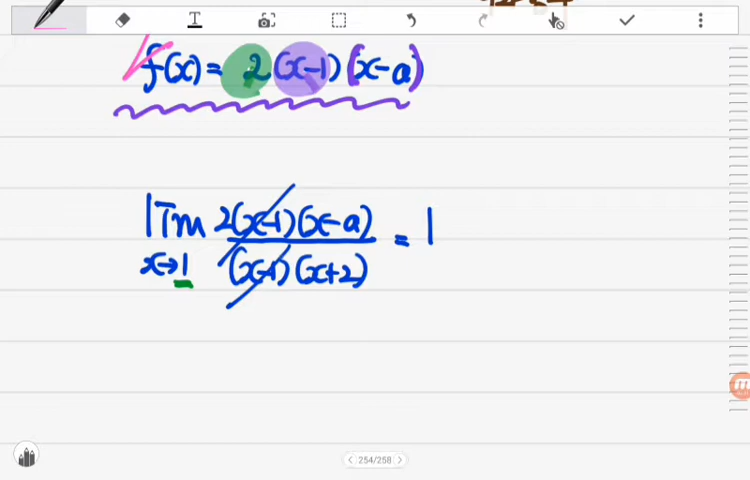 f(x) = 2(x-1)(x-a)
lim 2(x-1)(x-a) = 1
x→1 (x-1)(x+2)
254/258